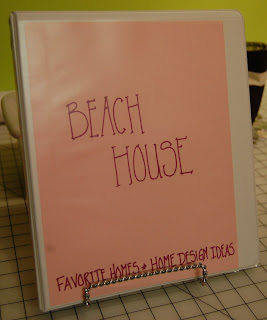 BEACH
HOUSE
FAVORITE HOMES + HOME DESIGN IDEAS